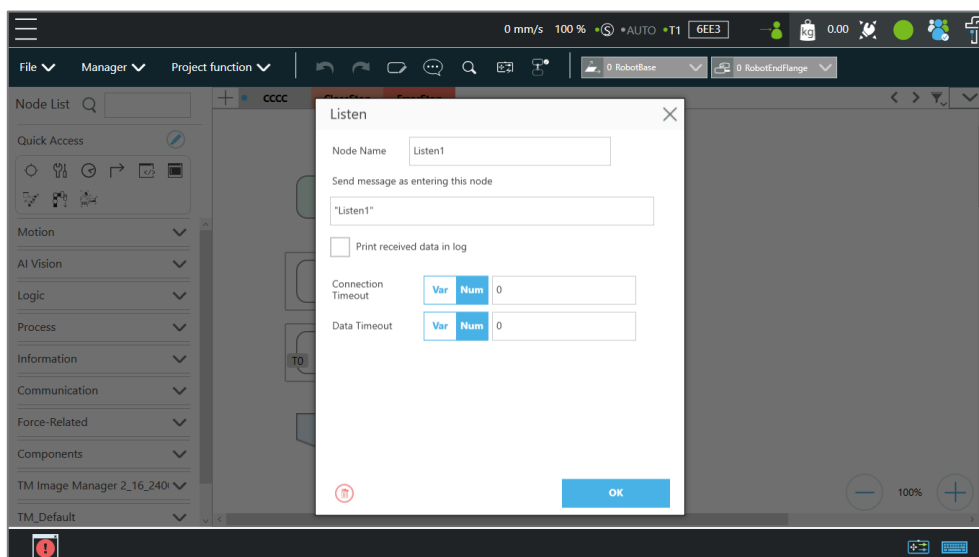 0 mm/s 100 % S AUTO T1 6EE3 kg 0.00
File Manager Project function 0 RobotBase 0 RobotEndFlange
Node List
cccc
CloseStop
ErrorStop
Listen
Quick Access
Node Name Listen1
Send message as entering this node
"Listen1"
Motion
Print received data in log
AI Vision
Connection
Timeout
Var Num 0
Logic
Data Timeout Var Num 0
Process
Information
T0
Communication
Force-Related
Components
TM Image Manager 2_16_240
OK
100%
TM_Default